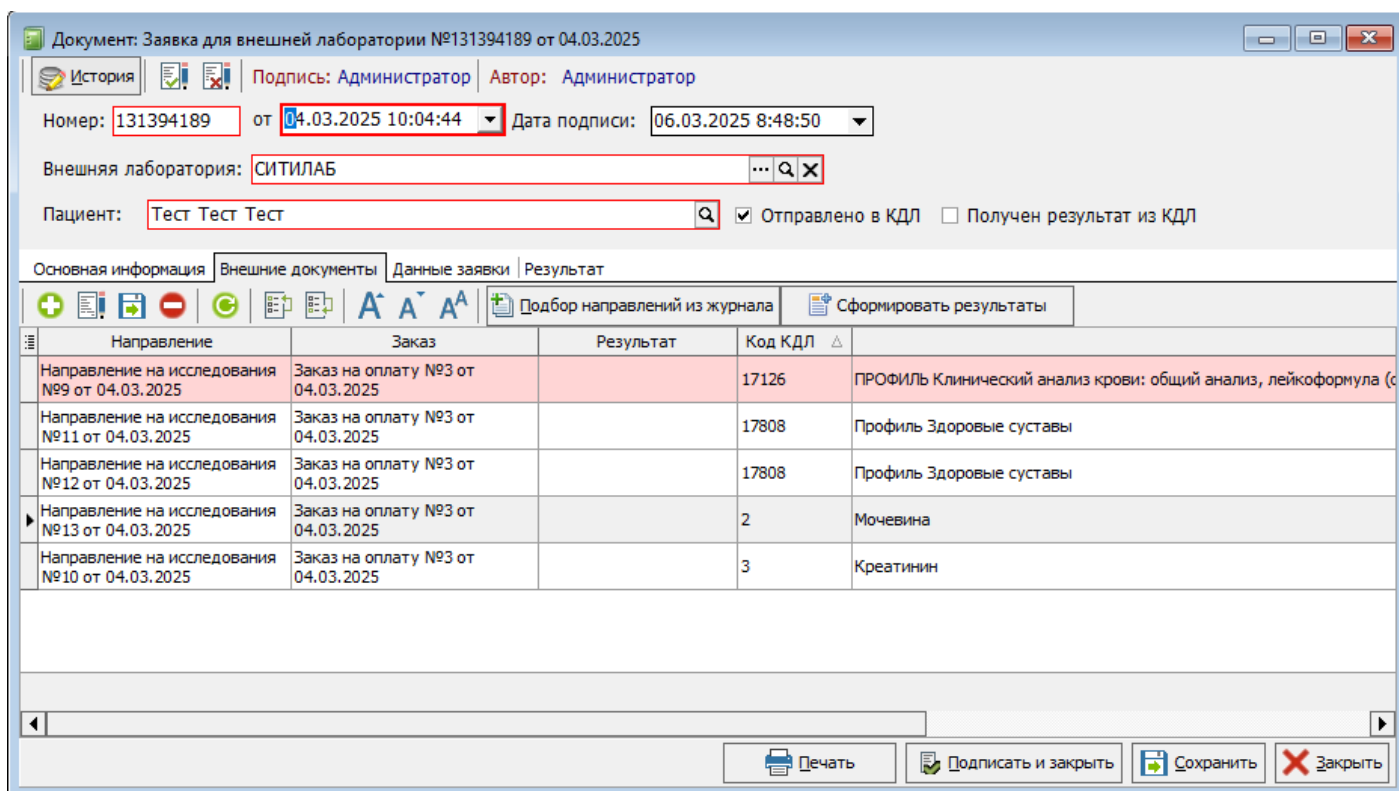 Документ: Заявка для внешней лаборатории №131394189 от 04.03.2025
История Подпись: Администратор Автор: Администратор
Номер: 131394189 от 04.03.2025 10:04:44 Дата подписи: 06.03.2025 8:48:50
Внешняя лаборатория: СИТИЛАБ
Пациент: Тест Тест Тест Отправлено в КДЛ Получен результат из КДЛ
Основная информация Внешние документы Данные заявки Результат
Подбор направлений из журнала Сформировать результаты
Направление Заказ Результат Код КДЛ
Направление на исследования Заказ на оплату №3 от
№9 от 04.03.2025 04.03.2025 17126 ПРОФИЛЬ Клинический анализ крови: общий анализ, лейкоформула (с
Направление на исследования Заказ на оплату №3 от
№11 от 04.03.2025 04.03.2025 17808 Профиль Здоровые суставы
Направление на исследования Заказ на оплату №3 от
№12 от 04.03.2025 04.03.2025 17808 Профиль Здоровые суставы
Направление на исследования Заказ на оплату №3 от
№13 от 04.03.2025 04.03.2025 2 Мочевина
Направление на исследования Заказ на оплату №3 от
№10 от 04.03.2025 04.03.2025 3 Креатинин
Печать Подписать и закрыть Сохранить Закрыть